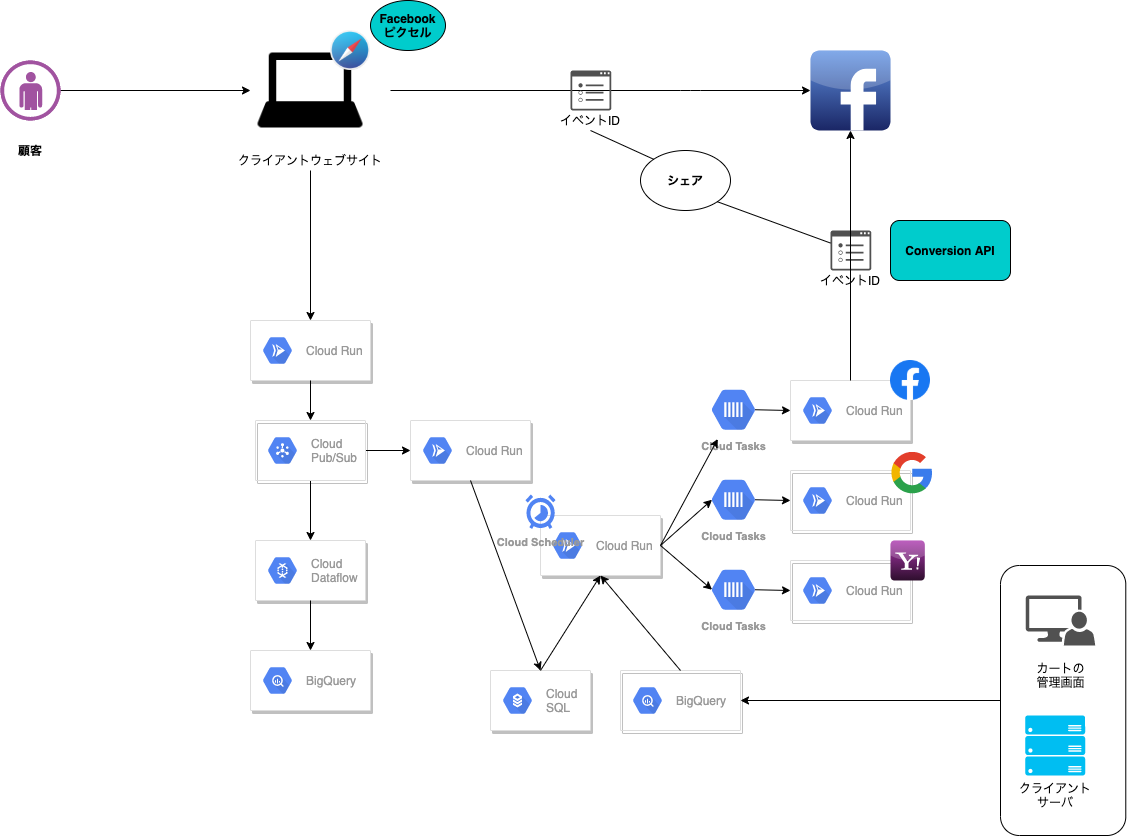 Facebook
ピクセル
顧客
クライアントウェブサイト
イベントID
シェア
イベントID
Conversion API
Cloud Run
Cloud
Pub/Sub
Cloud Run
Cloud
Dataflow
BigQuery
Cloud Scheduler
Cloud Run
Cloud Tasks
Cloud Run
Cloud Tasks
Cloud Run
Cloud Tasks
Cloud Run
Y!
Cloud
SQL
BigQuery
カートの
管理画面
クライアント
サーバ